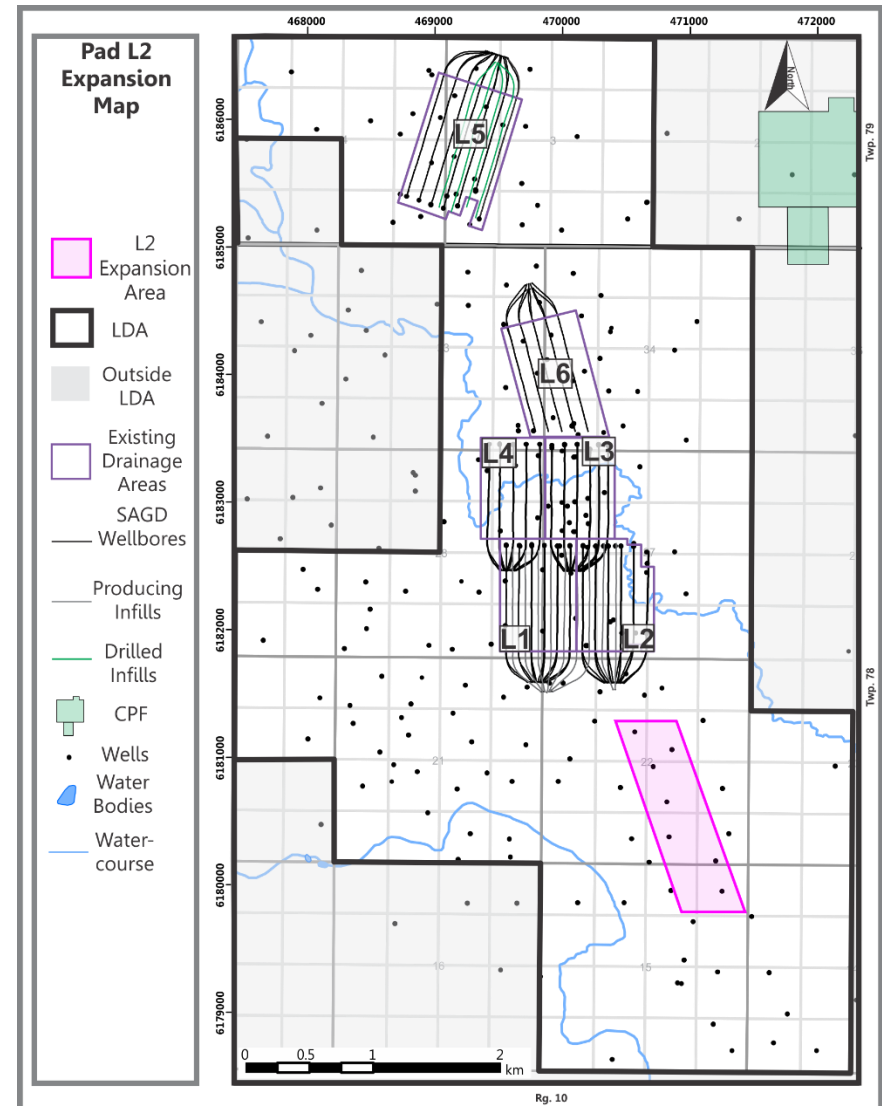 Pad L2
Expansion
Map
L2
Expansion
Area
LDA
Outside
LDA
Existing
Drainage
Areas
SAGD
Wellbores
Producing
Infills
Drilled
Infills
CPF
Wells
Water
Bodies
Water-
course
468000
469000
470000
471000
472000
6186000
6185000
6184000
6183000
6182000
6181000
6180000
6179000
North
Twp. 79
Twp. 78
3
L5
34
L6
L4
L3
L1
L2
21
22
16
15
0
0.5
1
2
km
Rg. 10